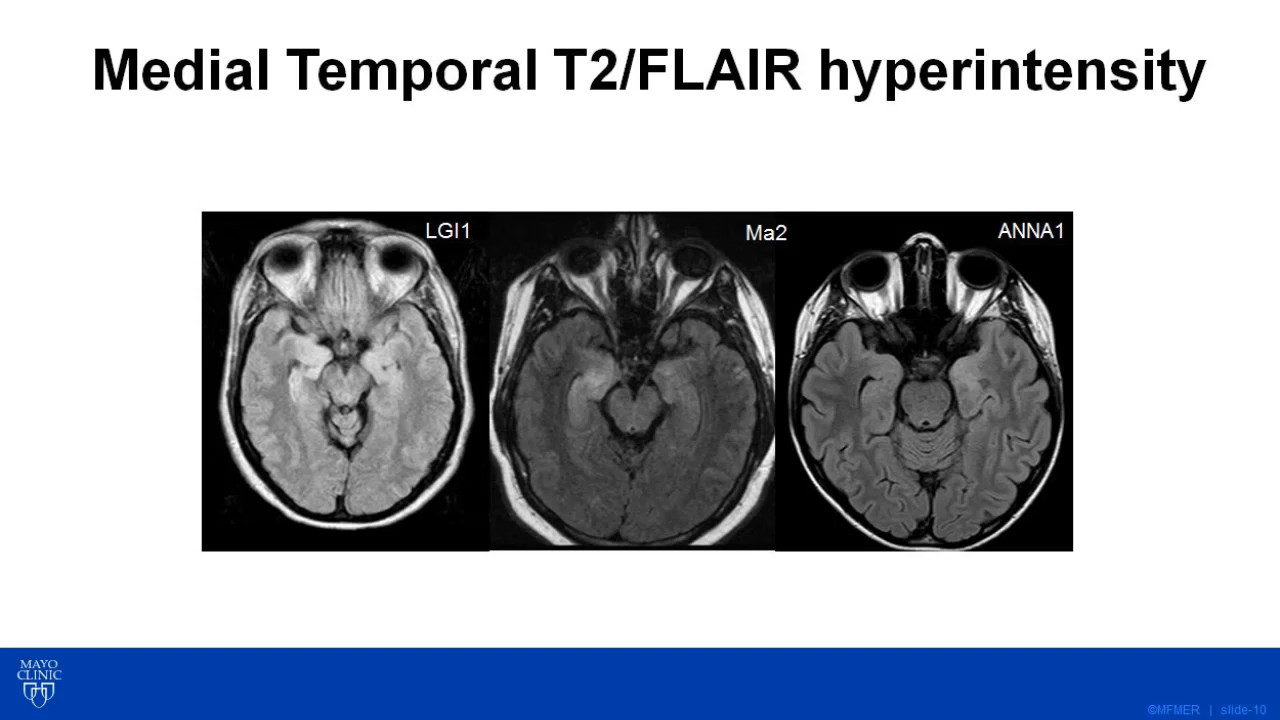 Medial Temporal T2/FLAIR hyperintensity
LGI1
Ma2
ANNA1
MAYO
CLINIC
©MFMER | slide-10